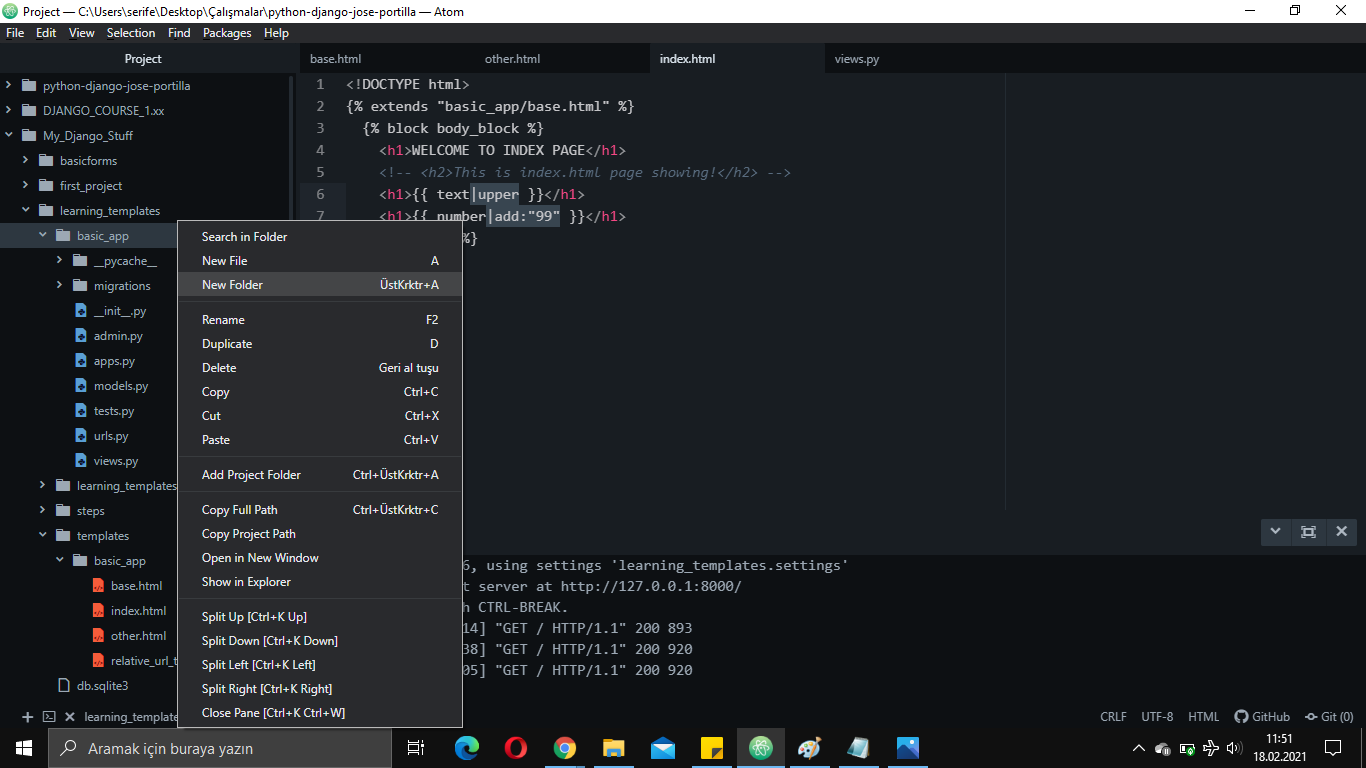 Project — C:\Users\serife\Desktop\Çalışmalar\python-django-jose-portilla — Atom
File Edit View Selection Find Packages Help
Project
python-django-jose-portilla
DJANGO_COURSE_1.xx
My_Django_Stuff
basicforms
first_project
learning_templates
basic_app
__pycache__
migrations
__init__.py
admin.py
apps.py
models.py
tests.py
urls.py
views.py
learning_templates
steps
templates
basic_app
base.html
index.html
other.html
relative_url_t
db.sqlite3
learning_template
base.html other.html index.html views.py
1 <!DOCTYPE html>
2 {% extends "basic_app/base.html" %}
3 {% block body_block %}
4 <h1>WELCOME TO INDEX PAGE</h1>
5 <!-- <h2>This is index.html page showing!</h2> -->
6 <h1>{{ text|upper }}</h1>
7 <h1>{{ number|add:"99" }}</h1>
%}
Search in Folder
New File A
New Folder ÜstKrktr+A
Rename F2
Duplicate D
Delete Geri al tuşu
Copy Ctrl+C
Cut Ctrl+X
Paste Ctrl+V
Add Project Folder Ctrl+ÜstKrktr+A
Copy Full Path Ctrl+ÜstKrktr+C
Copy Project Path
Open in New Window
Show in Explorer
Split Up [Ctrl+K Up]
Split Down [Ctrl+K Down]
Split Left [Ctrl+K Left]
Split Right [Ctrl+K Right]
Close Pane [Ctrl+K Ctrl+W]
6, using settings 'learning_templates.settings'
t server at http://127.0.0.1:8000/
h CTRL-BREAK.
14] "GET / HTTP/1.1" 200 893
38] "GET / HTTP/1.1" 200 920
05] "GET / HTTP/1.1" 200 920
CRLF UTF-8 HTML GitHub Git (0)
Aramak için buraya yazın
11:51
18.02.2021